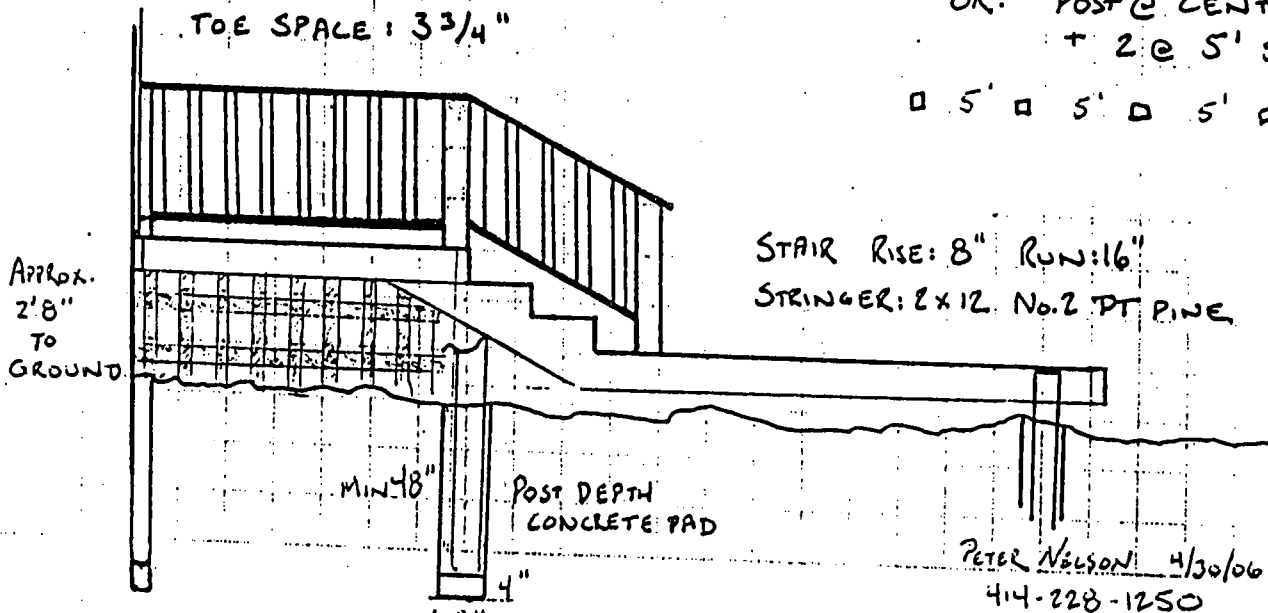 TOE SPACE: 3 3/4"
OR: POST @ CENT
+ 2 @ 5' S
5' 5' 5'
STAIR RISE: 8" RUN: 16"
STRINGER: 2x12 No.2 PT PINE
APPROX.
2'8"
TO
GROUND
MIN 48"
POST DEPTH
CONCRETE PAD
4"
PETER NELSON 4/30/06
414-228-1250